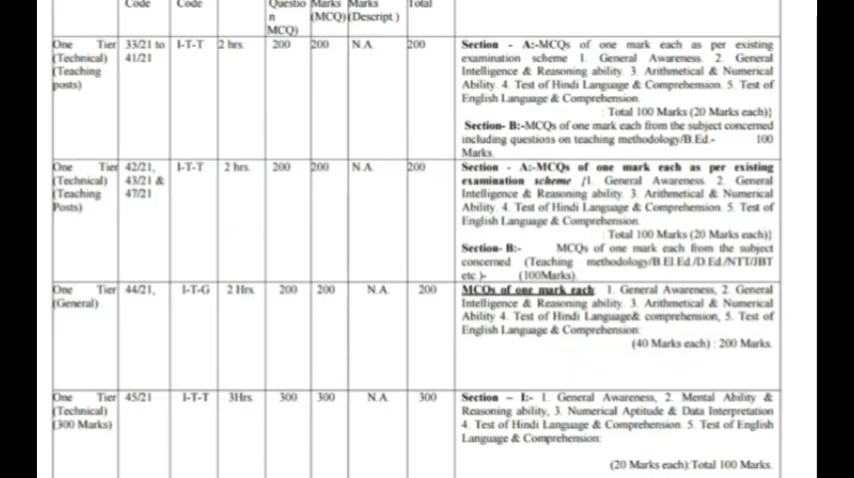 Code Code Questio Marks Marks Total
n (MCQ) (Descript.)
MCQ)
One Tier 33/21 to I-T-T 2 hrs. 200 200 N.A. 200 Section - A:-MCQs of one mark each as per existing
(Technical) 41/21 examination scheme 1. General Awareness. 2. General
(Teaching Intelligence & Reasoning ability. 3. Arithmetical & Numerical
posts) Ability. 4. Test of Hindi Language & Comprehension. 5. Test of
English Language & Comprehension.
Total 100 Marks (20 Marks each)}
Section- B:-MCQs of one mark each from the subject concerned
including questions on teaching methodology/B.Ed.- 100
Marks.
One Tier 42/21, I-T-T 2 hrs. 200 200 N.A. 200 Section - A:-MCQs of one mark each as per existing
(Technical) 43/21 & examination scheme {1. General Awareness. 2. General
(Teaching 47/21 Intelligence & Reasoning ability. 3. Arithmetical & Numerical
Posts) Ability. 4. Test of Hindi Language & Comprehension. 5. Test of
English Language & Comprehension.
Total 100 Marks (20 Marks each)}
Section- B:- MCQs of one mark each from the subject
concerned (Teaching methodology/B.El.Ed/D.Ed/NTT/JBT
etc.)- (100Marks).
One Tier 44/21, I-T-G 2 Hrs. 200 200 N.A. 200 MCQs of one mark each: 1. General Awareness, 2. General
(General) Intelligence & Reasoning ability. 3. Arithmetical & Numerical
Ability 4. Test of Hindi Language& comprehension, 5. Test of
English Language & Comprehension:
(40 Marks each) : 200 Marks.
One Tier 45/21 I-T-T 3Hrs. 300 300 N.A. 300 Section – I:- 1. General Awareness, 2. Mental Ability &
(Technical) Reasoning ability, 3. Numerical Aptitude & Data Interpretation
(300 Marks) 4. Test of Hindi Language & Comprehension. 5. Test of English
Language & Comprehension:
(20 Marks each):Total 100 Marks.